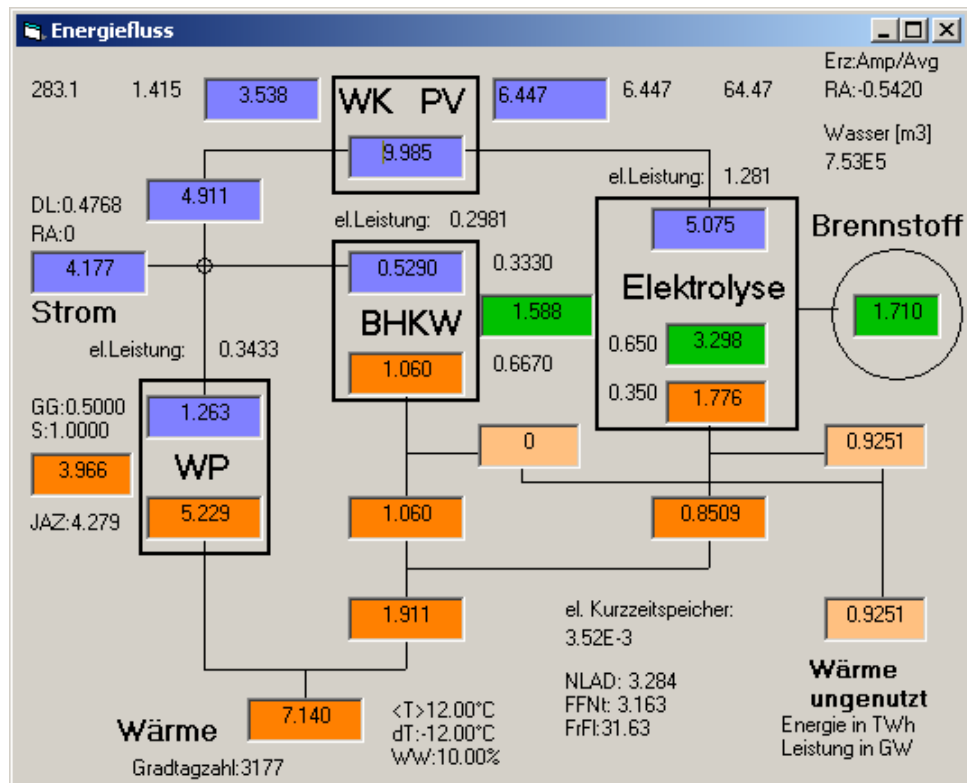 Energiefluss
283.1 1.415 3.538 WK PV 6.447 6.447 64.47 Erz:Amp/Avg
RA:-0.5420
9.985
Wasser [m3]
7.53E5
4.911
el.Leistung: 1.281
DL:0.4768
RA:0
el.Leistung: 0.2981
5.075
Brennstoff
4.177 0.5290 0.3330
Strom BHKW 1.588 Elektrolyse 1.710
el.Leistung: 0.3433
1.060 0.6670 0.650 3.298
0.350 1.776
GG:0.5000
S:1.0000
1.263
0 0.9251
3.966 WP
JAZ:4.279 5.229 1.060 0.8509
1.911
el. Kurzzeitspeicher:
3.52E-3
0.9251
Wärme
ungenutzt
Energie in TWh
Leistung in GW
NLAD: 3.284
FFNt: 3.163
FrFl:31.63
Wärme 7.140
<T>12.00°C
dT:-12.00°C
WW:10.00%
Gradtagzahl:3177